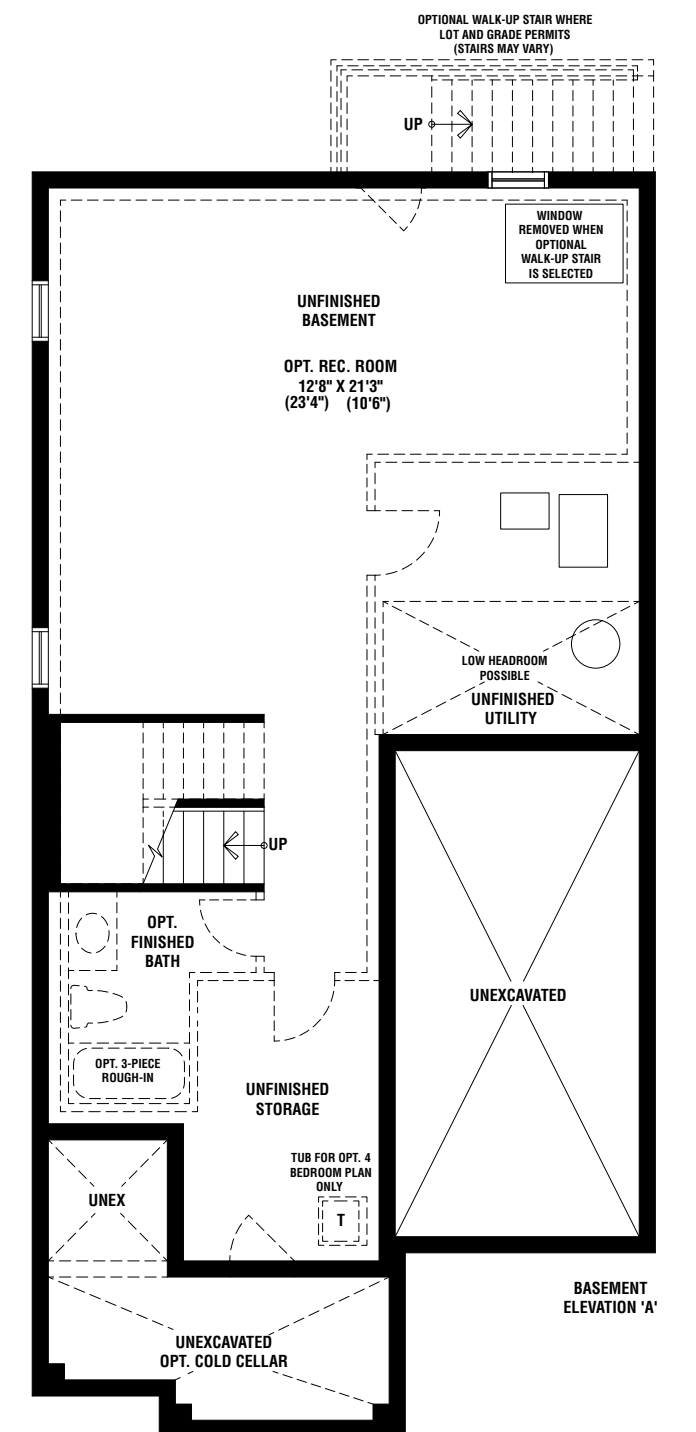 OPTIONAL WALK-UP STAIR WHERE
LOT AND GRADE PERMITS
(STAIRS MAY VARY)
UP
WINDOW
REMOVED WHEN
OPTIONAL
WALK-UP STAIR
IS SELECTED
UNFINISHED
BASEMENT
OPT. REC. ROOM
12'8" X 21'3"
(23'4") (10'6")
LOW HEADROOM
POSSIBLE
UNFINISHED
UTILITY
UP
OPT.
FINISHED
BATH
UNEXCAVATED
OPT. 3-PIECE
ROUGH-IN
UNFINISHED
STORAGE
TUB FOR OPT. 4
BEDROOM PLAN
ONLY
T
UNEX
BASEMENT
ELEVATION 'A'
UNEXCAVATED
OPT. COLD CELLAR